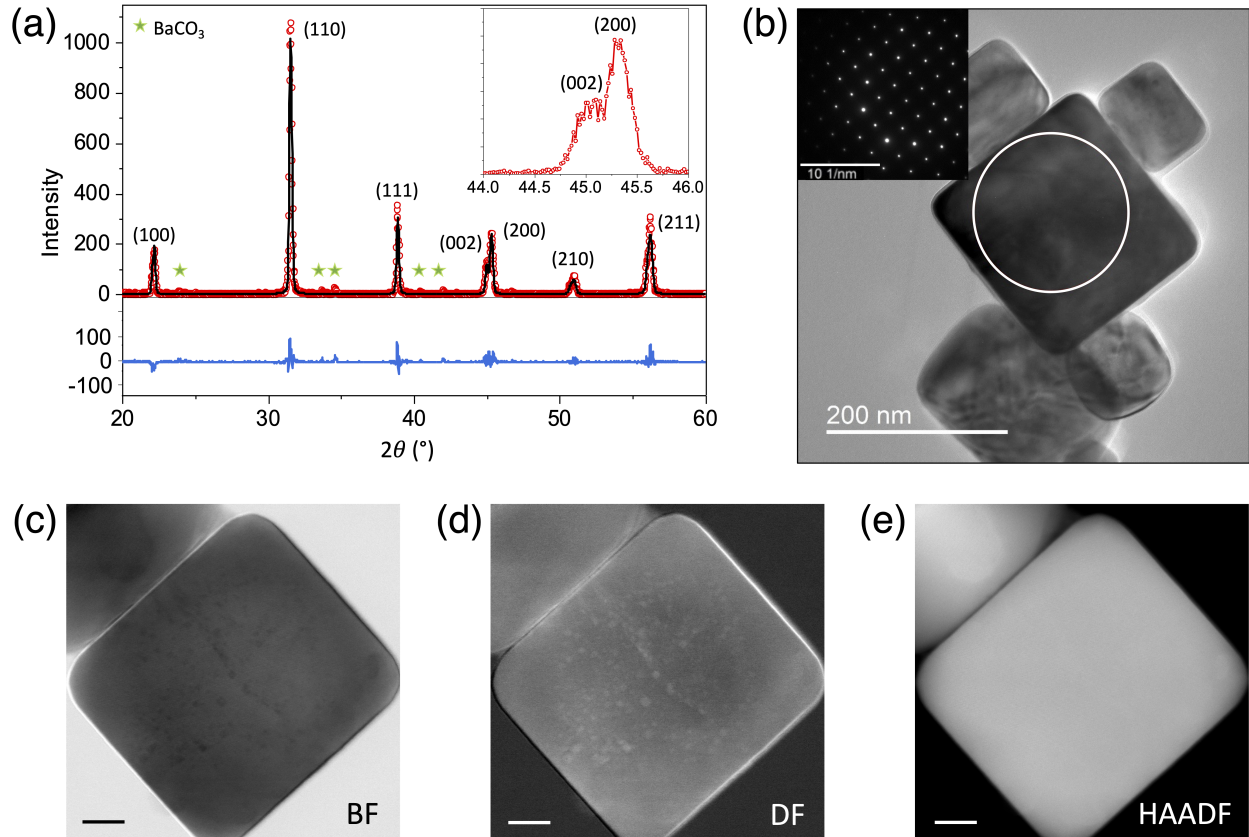 (a)
★ BaCO₃
Intensity
1000
800
600
400
200
0
100
0
-100
(100)
(110)
(111)
(002)
(200)
(210)
(211)
(002)
(200)
44.0 44.5 45.0 45.5 46.0
20 30 40 50 60
2θ (°)
(b)
10 1/nm
200 nm
(c)
BF
(d)
DF
(e)
HAADF